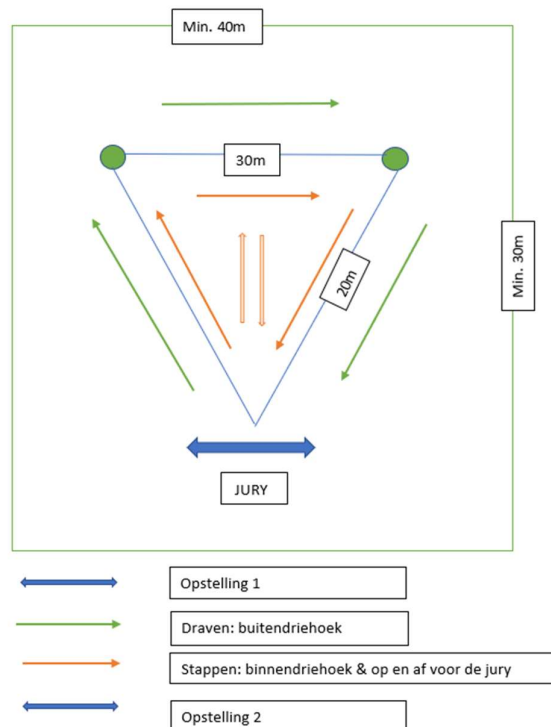 Min. 40m
30m
20m
Min. 30m
JURY
Opstelling 1
Draven: buitendriehoek
Stappen: binnendriehoek & op en af voor de jury
Opstelling 2